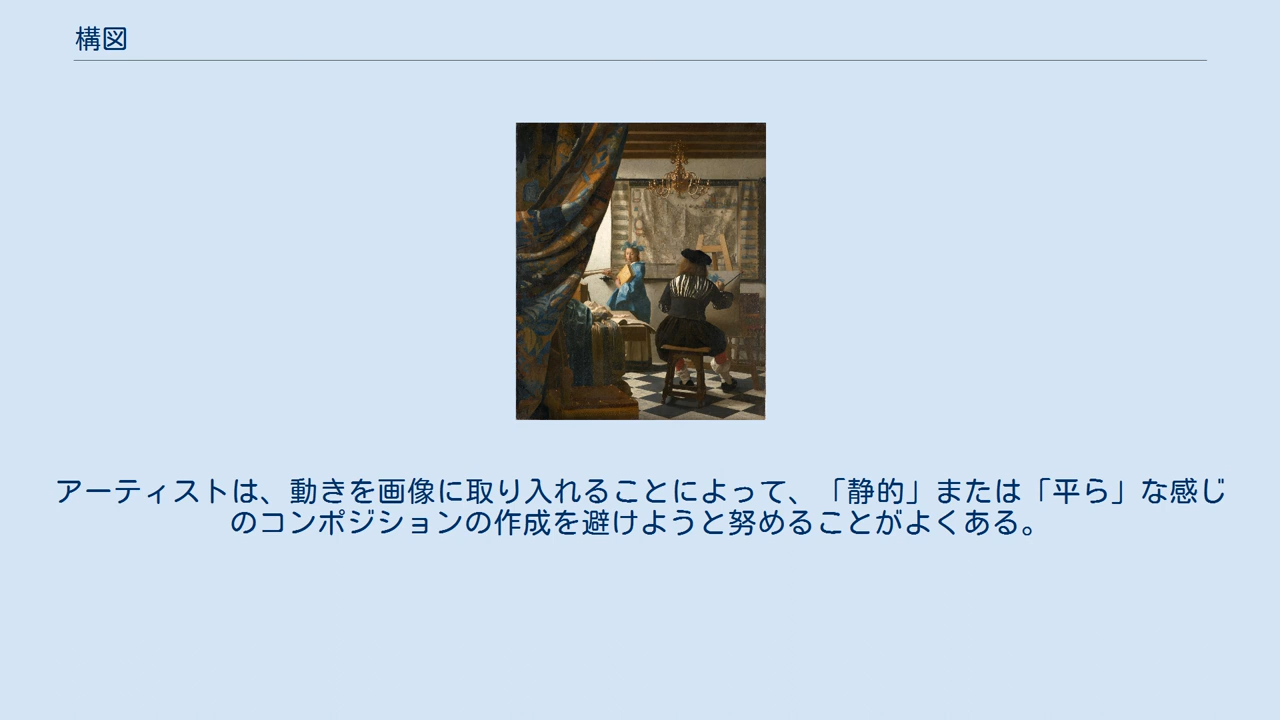 構図
アーティストは、動きを画像に取り入れることによって、「静的」または「平ら」な感じ
のコンポジションの作成を避けようと努めることがよくある。